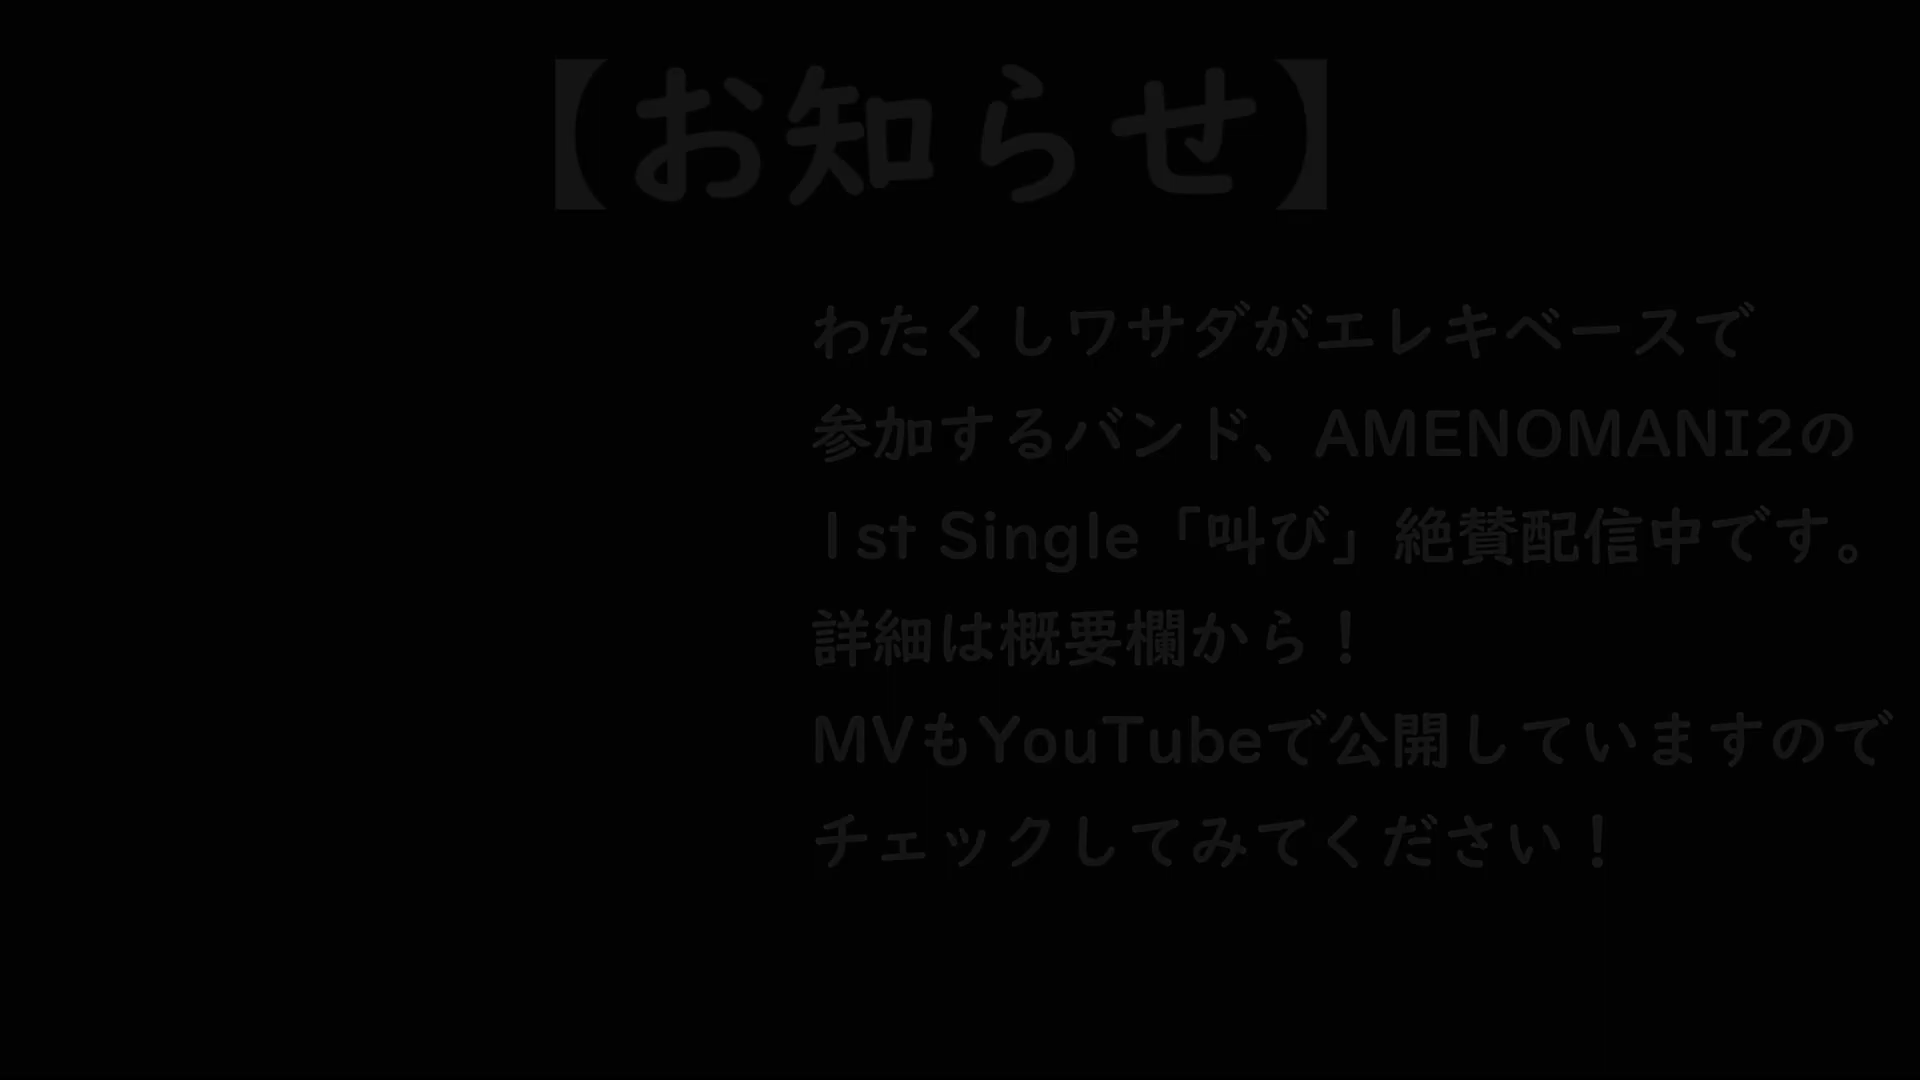 【お知らせ】
わたくしワサダがエレキベースで
参加するバンド、AMENOMANI2の
1st Single「叫び」絶賛配信中です。
詳細は概要欄から！
MVもYouTubeで公開していますので
チェックしてみてください！